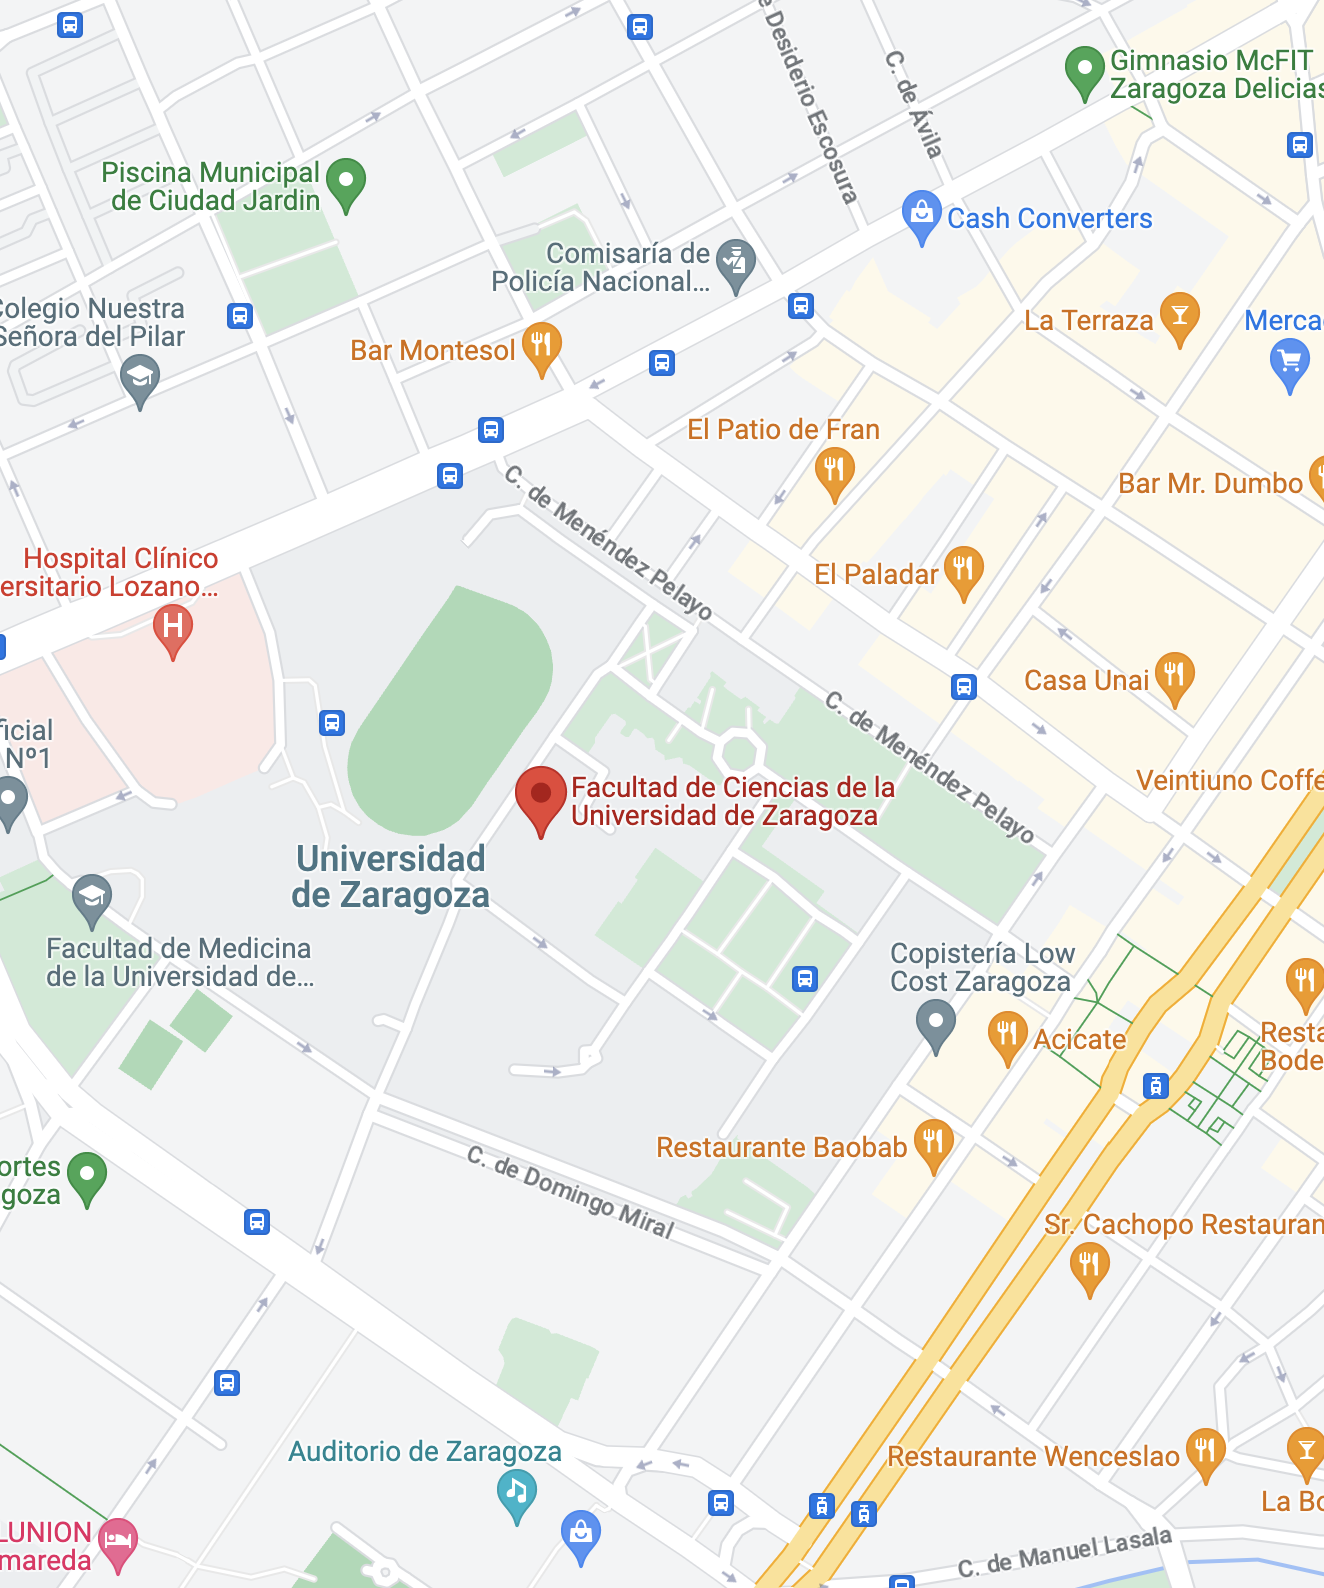 e Desiderio Escosura
C. de Ávila
Gimnasio McFIT
Zaragoza Delicias
Piscina Municipal
de Ciudad Jardin
Cash Converters
Comisaría de
Policía Nacional...
Colegio Nuestra
Señora del Pilar
La Terraza
Merca
Bar Montesol
El Patio de Fran
Bar Mr. Dumbo
C. de Menéndez Pelayo
Hospital Clínico
ersitario Lozano...
H
El Paladar
Casa Unai
C. de Menéndez Pelayo
ficial
Nº1
Veintiuno Coffe
Facultad de Ciencias de la
Universidad de Zaragoza
Universidad
de Zaragoza
Facultad de Medicina
de la Universidad de...
Copistería Low
Cost Zaragoza
Acicate
Resta
Bode
Restaurante Baobab
C. de Domingo Miral
ortes
goza
Sr. Cachopo Restauran
Auditorio de Zaragoza
Restaurante Wenceslao
La Bo
LUNION
mareda
C. de Manuel Lasala